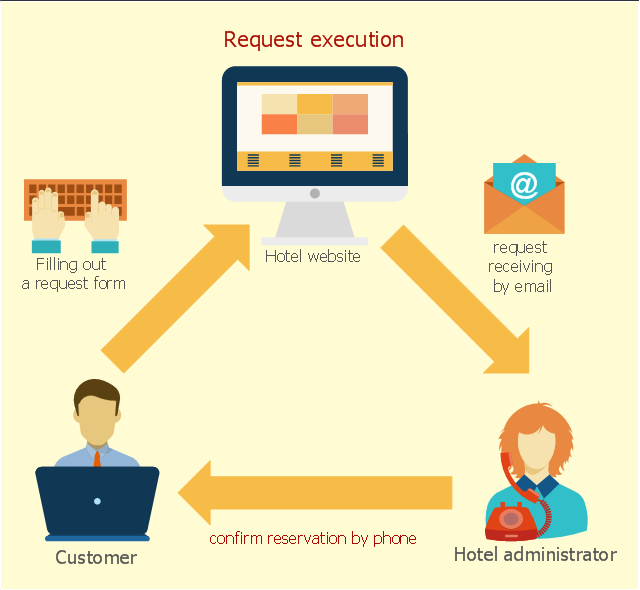 Request execution
@
Hotel website
Filling out
a request form
request
receiving
by email
confirm reservation by phone
Customer
Hotel administrator